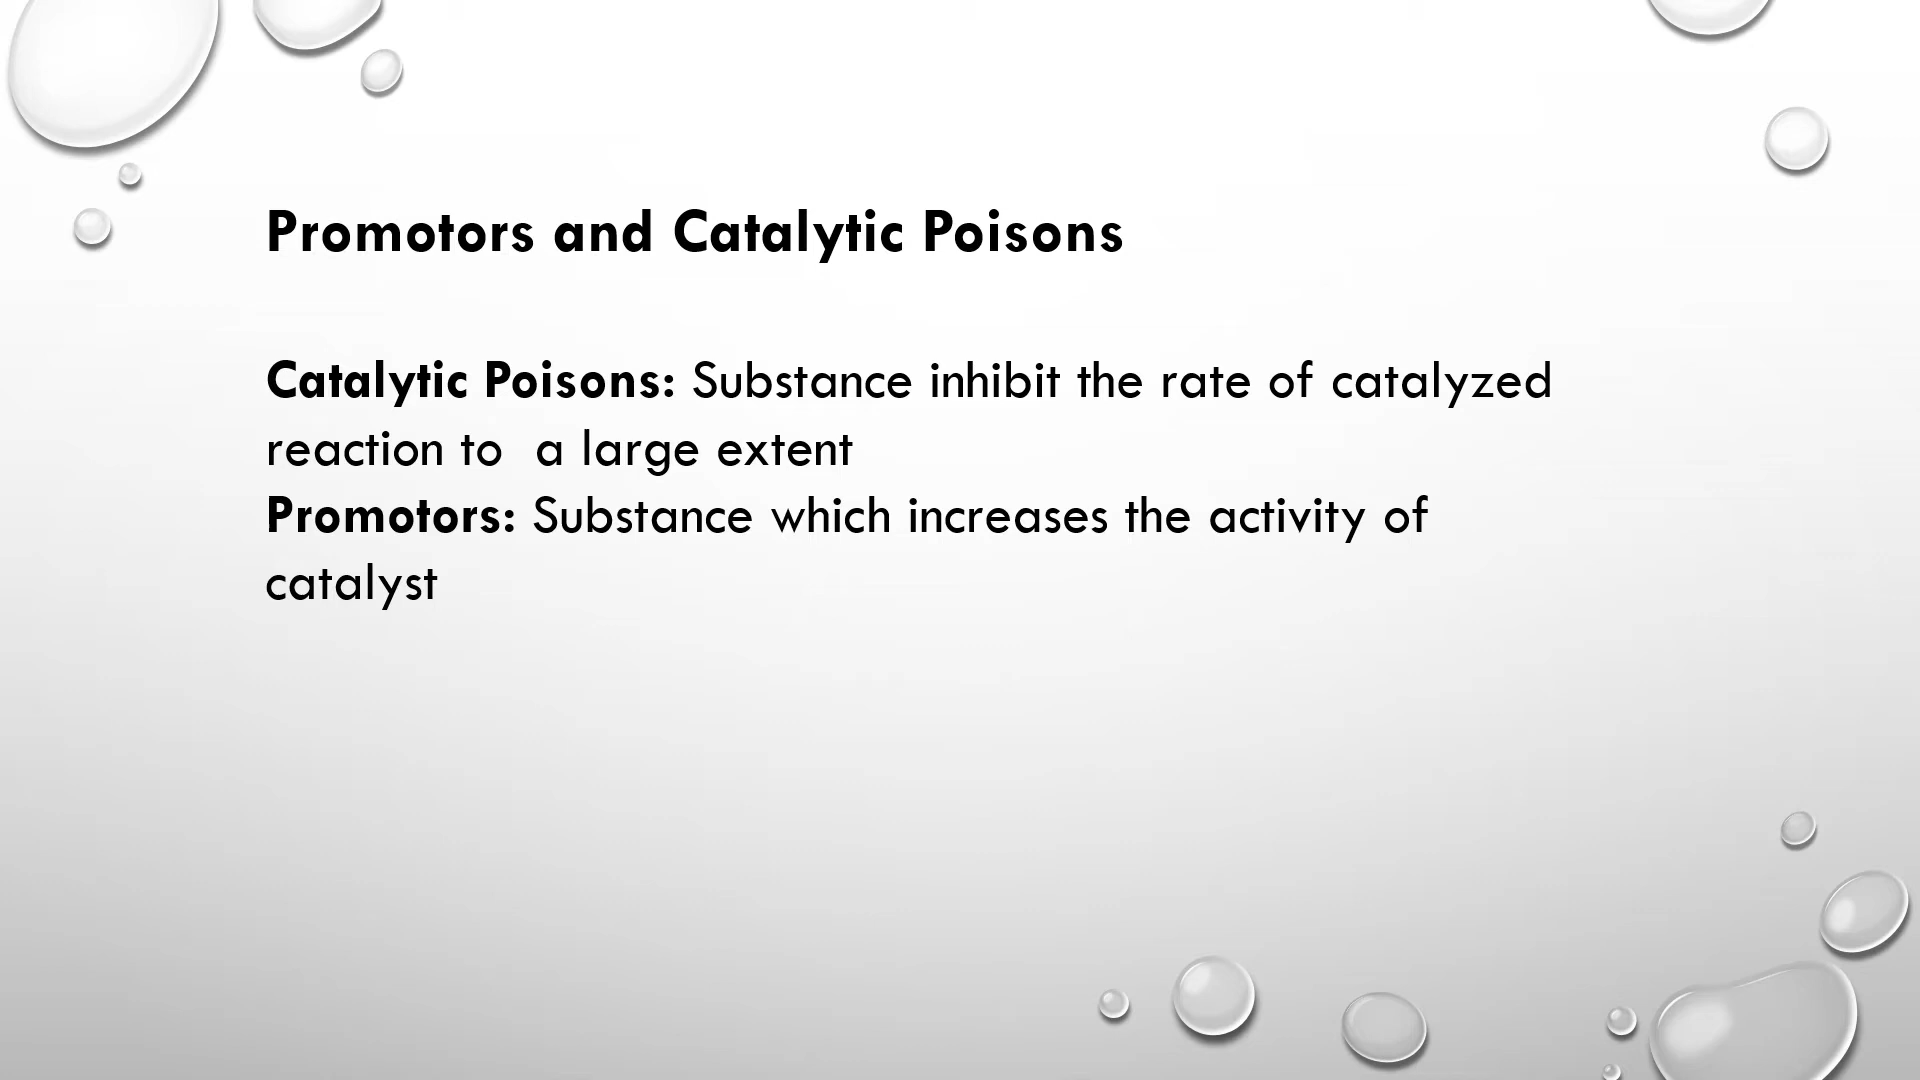 Promotors and Catalytic Poisons
Catalytic Poisons: Substance inhibit the rate of catalyzed
reaction to  a large extent
Promotors: Substance which increases the activity of
catalyst